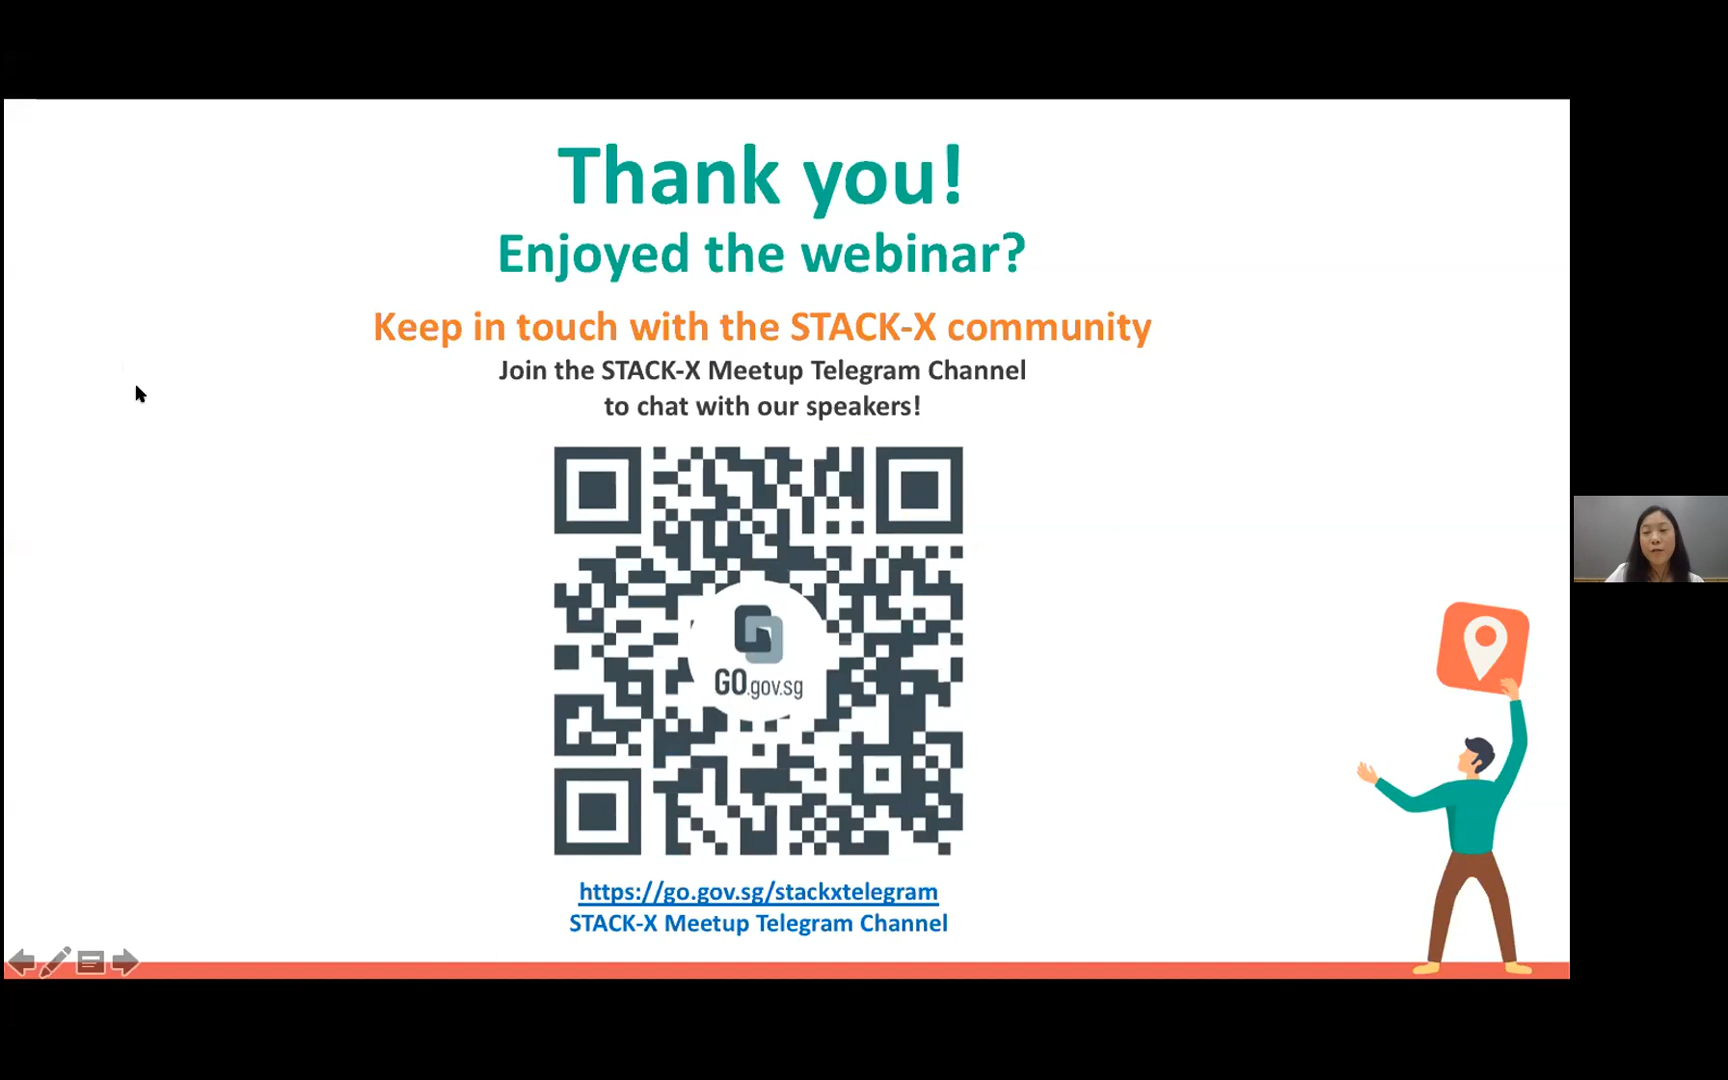 Thank you!
Enjoyed the webinar?
Keep in touch with the STACK-X community
Join the STACK-X Meetup Telegram Channel
to chat with our speakers!
GO.gov.sg
https://go.gov.sg/stackxtelegram
STACK-X Meetup Telegram Channel